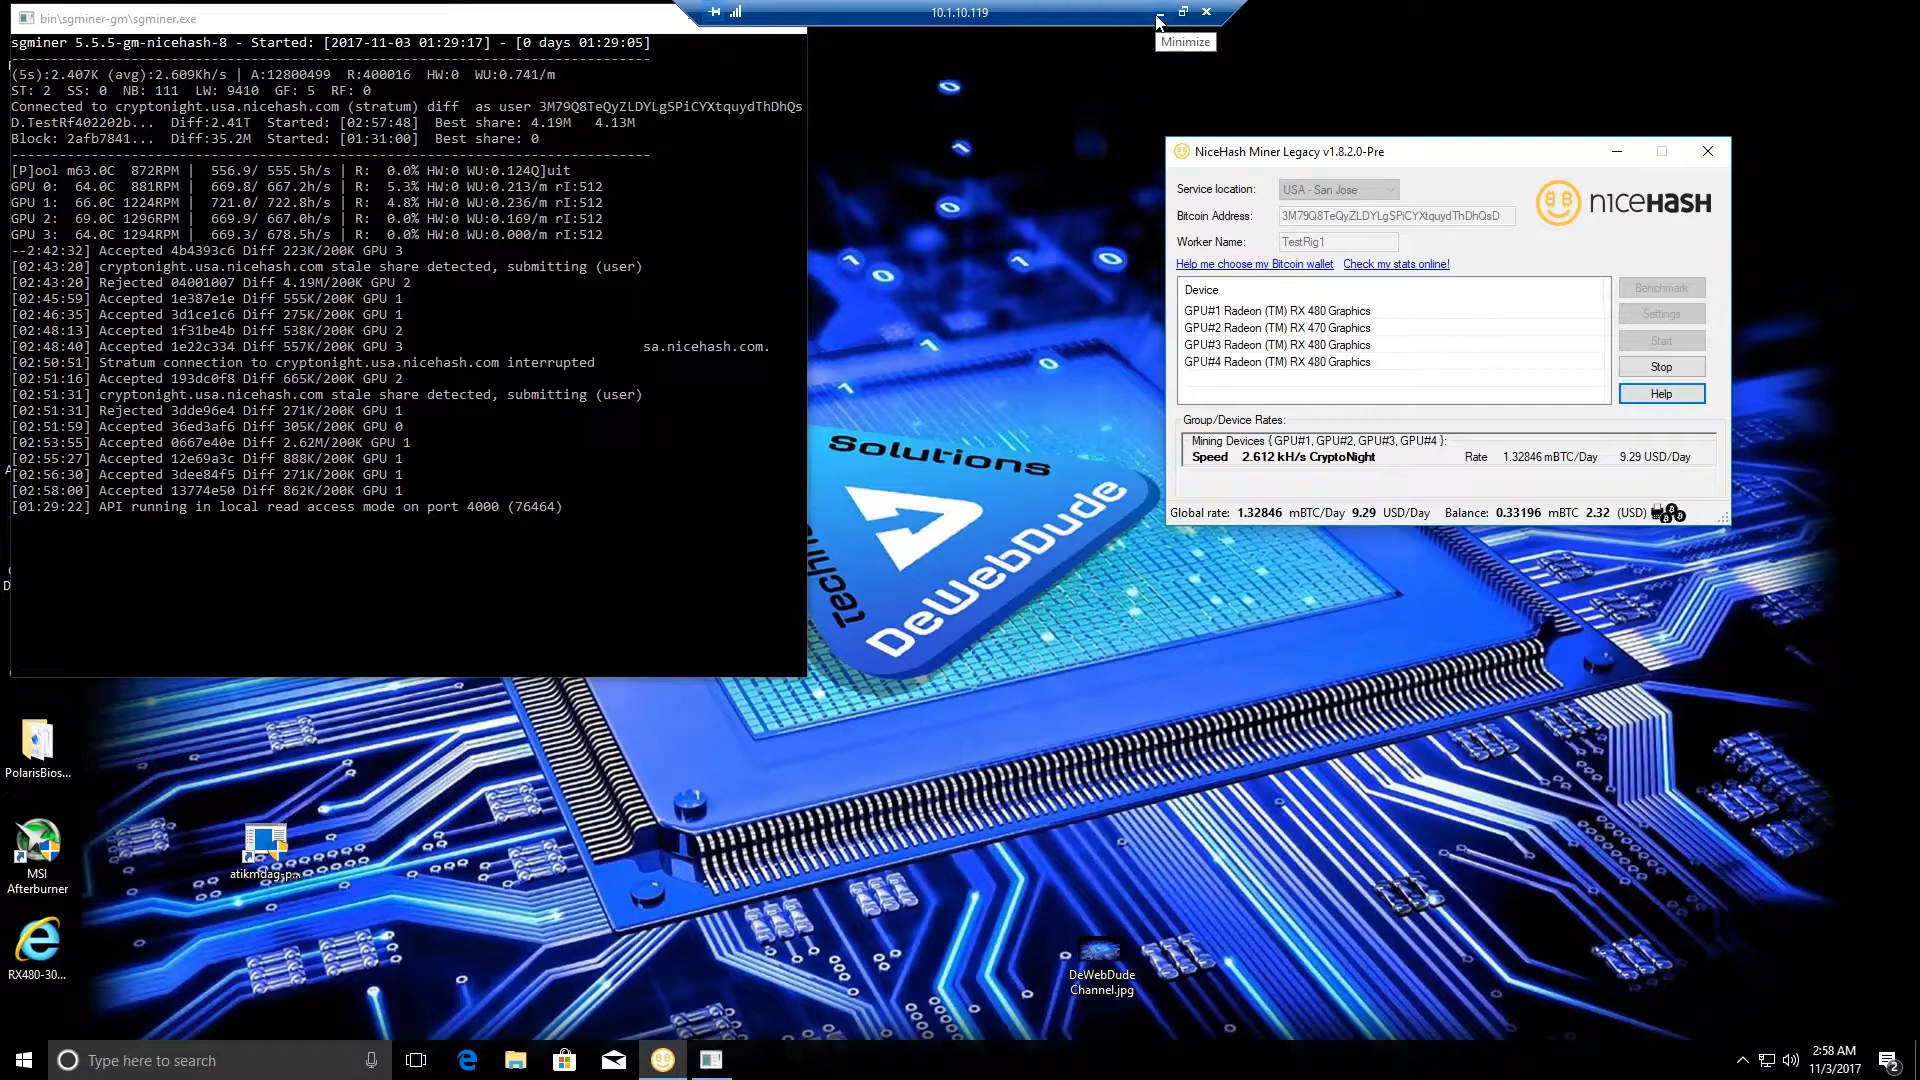 bin\sgminer-gm\sgminer.exe
10.1.10.119
Minimize
sgminer 5.5.5-gm-nicehash-8 - Started: [2017-11-03 01:29:17] - [0 days 01:29:05]
--------------------------------------------------------------------------------
(5s):2.407K (avg):2.609Kh/s | A:12800499  R:400016  HW:0  WU:0.741/m
ST: 2  SS: 0  NB: 111  LW: 9410  GF: 5  RF: 0
Connected to cryptonight.usa.nicehash.com (stratum) diff  as user 3M79Q8TeQyZLDYLgSPiCYXtquydThDhQs
D.TestRf402202b...  Diff:2.41T  Started: [02:57:48]  Best share: 4.19M   4.13M
Block: 2afb7841...  Diff:35.2M  Started: [01:31:00]  Best share: 0
--------------------------------------------------------------------------------
[P]ool m63.0C  872RPM |  556.9/ 555.5h/s | R:  0.0% HW:0 WU:0.124Q]uit
GPU 0:  64.0C  881RPM |  669.8/ 667.2h/s | R:  5.3% HW:0 WU:0.213/m rI:512
GPU 1:  66.0C 1224RPM |  721.0/ 722.8h/s | R:  4.8% HW:0 WU:0.236/m rI:512
GPU 2:  69.0C 1296RPM |  669.9/ 667.0h/s | R:  0.0% HW:0 WU:0.169/m rI:512
GPU 3:  64.0C 1294RPM |  669.3/ 678.5h/s | R:  0.0% HW:0 WU:0.000/m rI:512
--2:42:32] Accepted 4b4393c6 Diff 223K/200K GPU 3
[02:43:20] cryptonight.usa.nicehash.com stale share detected, submitting (user)
[02:43:20] Rejected 04001007 Diff 4.19M/200K GPU 2
[02:45:59] Accepted 1e387e1e Diff 555K/200K GPU 1
[02:46:35] Accepted 3d1ce1c6 Diff 275K/200K GPU 1
[02:48:13] Accepted 1f31be4b Diff 538K/200K GPU 2
[02:48:40] Accepted 1e22c334 Diff 557K/200K GPU 3 sa.nicehash.com.
[02:50:51] Stratum connection to cryptonight.usa.nicehash.com interrupted
[02:51:16] Accepted 193dc0f8 Diff 665K/200K GPU 2
[02:51:31] cryptonight.usa.nicehash.com stale share detected, submitting (user)
[02:51:31] Rejected 3dde96e4 Diff 271K/200K GPU 1
[02:51:59] Accepted 36ed3af6 Diff 305K/200K GPU 0
[02:53:55] Accepted 0667e40e Diff 2.62M/200K GPU 1
[02:55:27] Accepted 12e69a3c Diff 888K/200K GPU 1
[02:56:30] Accepted 3dee84f5 Diff 271K/200K GPU 1
[02:58:00] Accepted 13774e50 Diff 862K/200K GPU 1
[01:29:22] API running in local read access mode on port 4000 (76464)
NiceHash Miner Legacy v1.8.2.0-Pre
Service location: USA - San Jose
Bitcoin Address: 3M79Q8TeQyZLDYLgSPiCYXtquydThDhQsD
Worker Name: TestRig1
NICEHASH
Help me choose my Bitcoin wallet Check my stats online!
Device
GPU#1 Radeon (TM) RX 480 Graphics
GPU#2 Radeon (TM) RX 470 Graphics
GPU#3 Radeon (TM) RX 480 Graphics
GPU#4 Radeon (TM) RX 480 Graphics
Benchmark
Settings
Start
Stop
Help
Group/Device Rates:
Mining Devices { GPU#1, GPU#2, GPU#3, GPU#4 }:
Speed 2.612 kH/s CryptoNight Rate 1.32846 mBTC/Day 9.29 USD/Day
Global rate: 1.32846 mBTC/Day 9.29 USD/Day Balance: 0.33196 mBTC 2.32 (USD)
Solutions
DeWebDude
PolarisBios...
MSI
Afterburner
atikmdag-p...
RX480-30...
DeWebDude
Channel.jpg
Type here to search
2:58 AM
11/3/2017
2